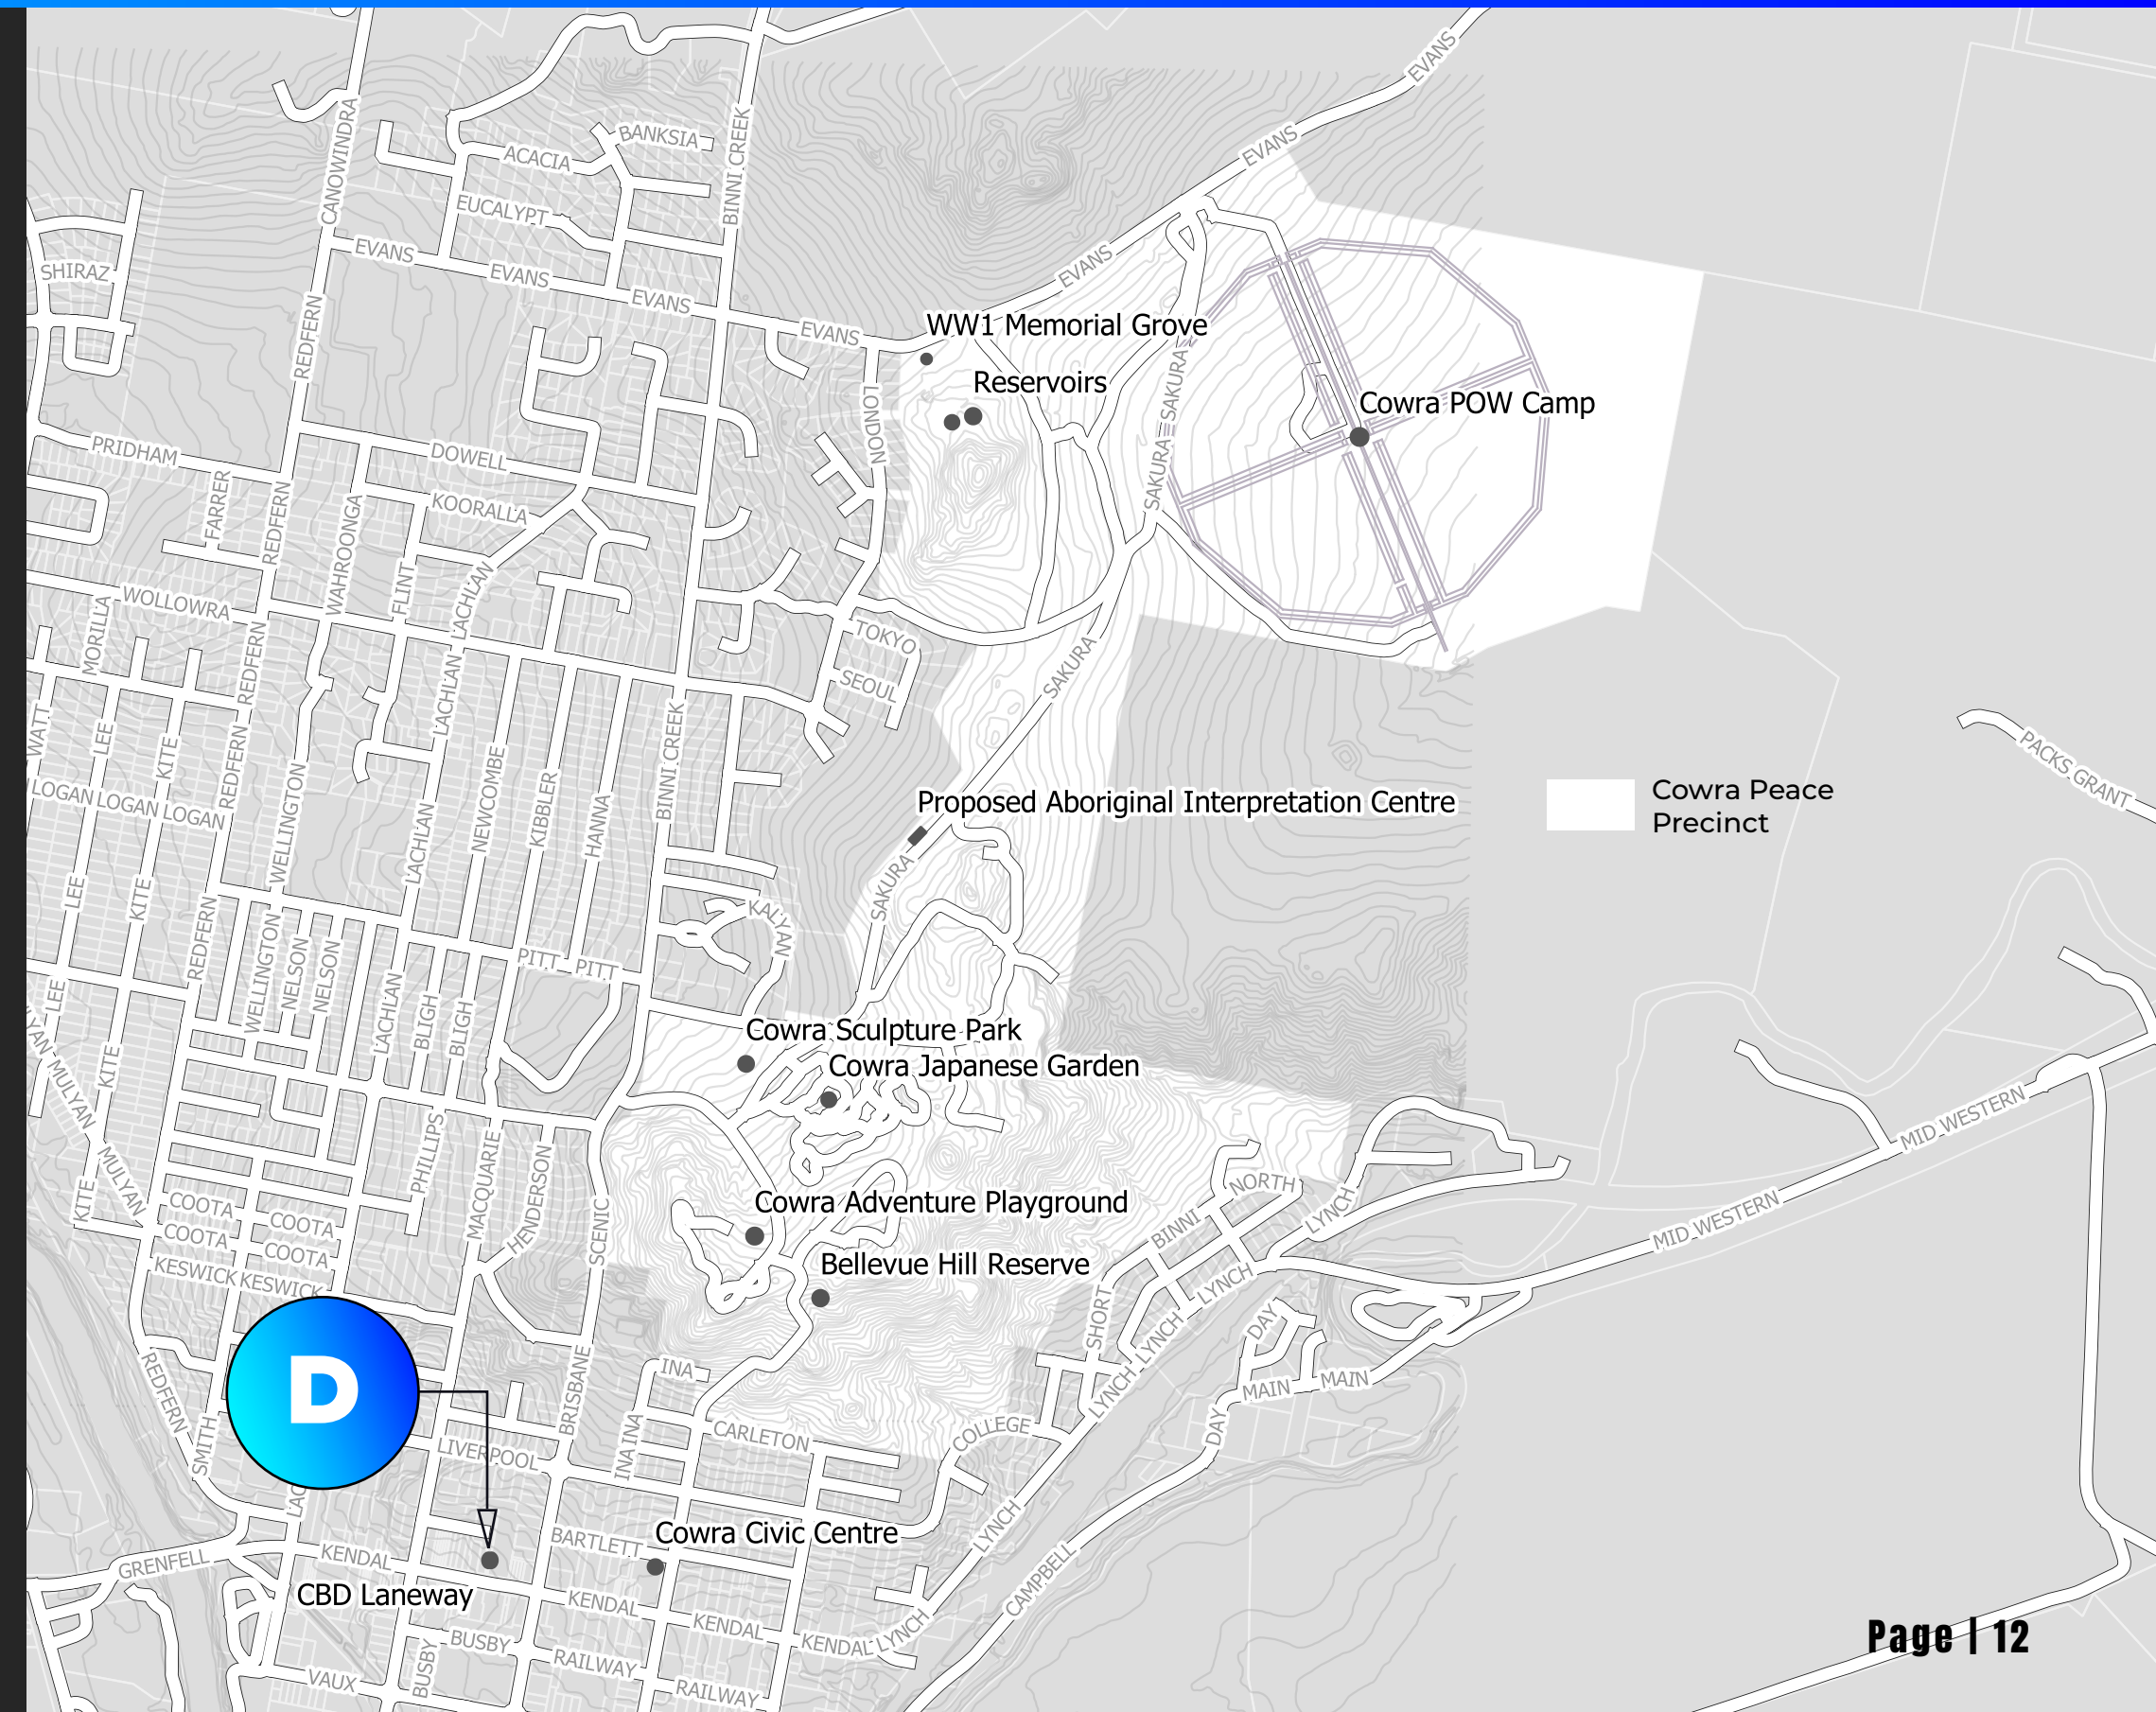 EVANS
CANOWINDRA
BANKSIA
BINNI CREEK
ACACIA
EVANS
EUCALYPT
EVANS
EVANS
EVANS
SHIRAZ
EVANS
EVANS
REDFERN
WW1 Memorial Grove
EVANS
SAKURA
Reservoirs
LONDON
Cowra POW Camp
PRIDHAM
DOWELL
SAKURA
FARRER
REDFERN
WAHROONGA
KOORALLA
WOLLOWRA
FLINT
LACHLAN
MORILLA
TOKYO
REDFERN
LACHLAN
SEOUL
SAKURA
WATT
LEE
KITE
REDFERN
NEWCOMBE
KIBBLER
HANNA
BINNI CREEK
PACKS GRANT
Cowra Peace
Precinct
LOGAN LOGAN LOGAN
WELLINGTON
LACHLAN
Proposed Aboriginal Interpretation Centre
LEE
KITE
REDFERN
SAKURA
KALYAN
WELLINGTON
NELSON
NELSON
PITT
PITT
LEE
LACHLAN
BLIGH
BLIGH
Cowra Sculpture Park
Cowra Japanese Garden
MULYAN
KITE
MID WESTERN
MULYAN
PHILLIPS
MACQUARIE
HENDERSON
KITE
COOTA
COOTA
SCENIC
Cowra Adventure Playground
NORTH
BINNI
LYNCH
MID WESTERN
COOTA
COOTA
KESWICK
KESWICK
Bellevue Hill Reserve
LYNCH
SHORT
DAY
LYNCH
D
REDFERN
INA
BRISBANE
LYNCH
MAIN
MAIN
SMITH
LIVERPOOL
INA
INA
CARLETON
COLLEGE
DAY
LAC
BARTLETT
Cowra Civic Centre
LYNCH
GRENFELL
KENDAL
CBD Laneway
KENDAL
CAMPBELL
KENDAL
KENDAL
LYNCH
BUSBY
BUSBY
RAILWAY
VAUX
RAILWAY
Page | 12